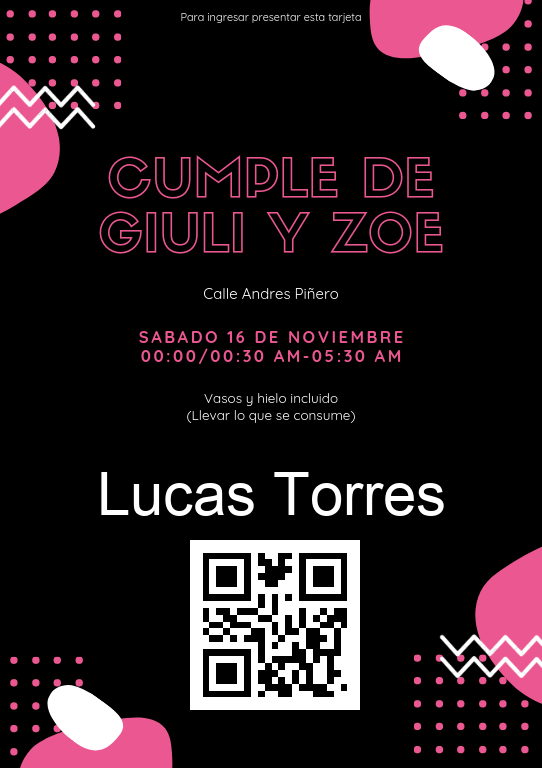 Para ingresar presentar esta tarjeta
CUMPLE DE
GIULI Y ZOE
Calle Andres Piñero
SABADO 16 DE NOVIEMBRE
00:00/00:30 AM-05:30 AM
Vasos y hielo incluido
(Llevar lo que se consume)
Lucas Torres